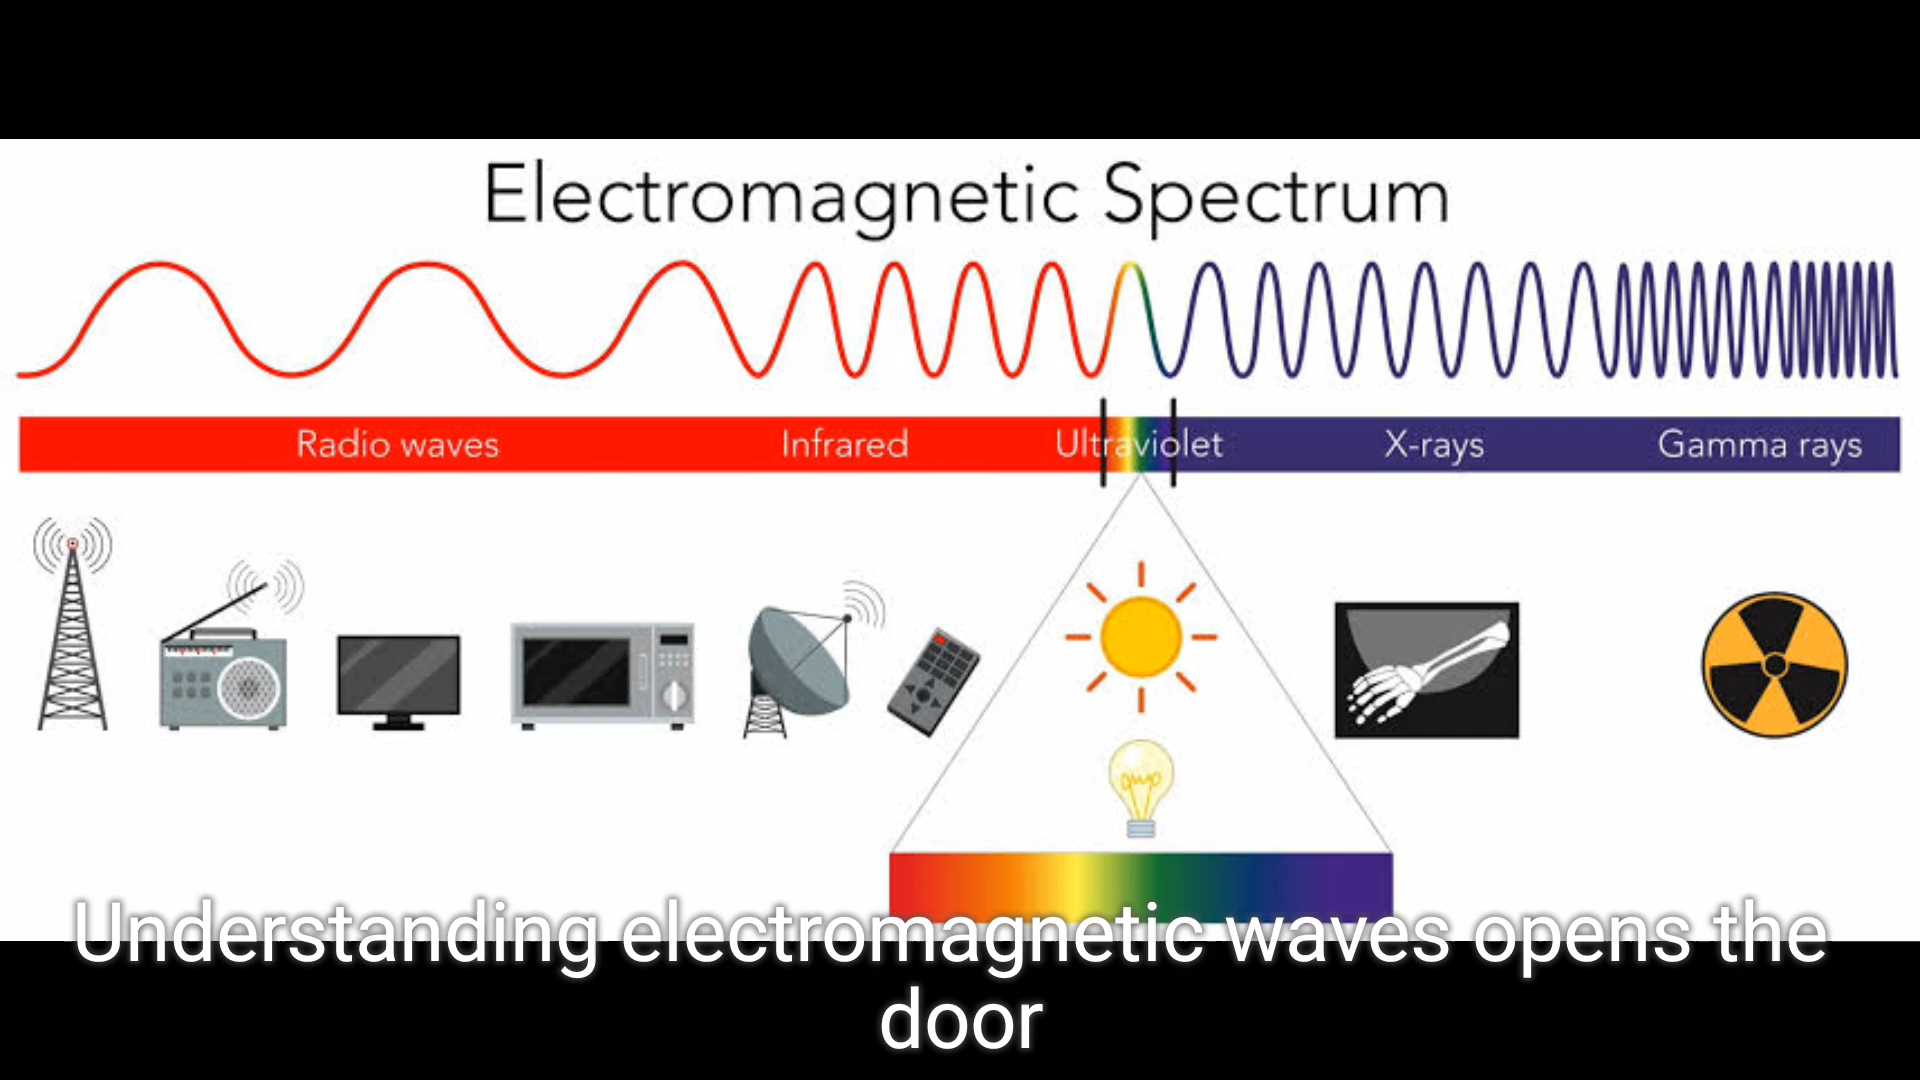 Electromagnetic Spectrum
Radio waves Infrared Ultraviolet X-rays Gamma rays
Understanding electromagnetic waves opens the
door